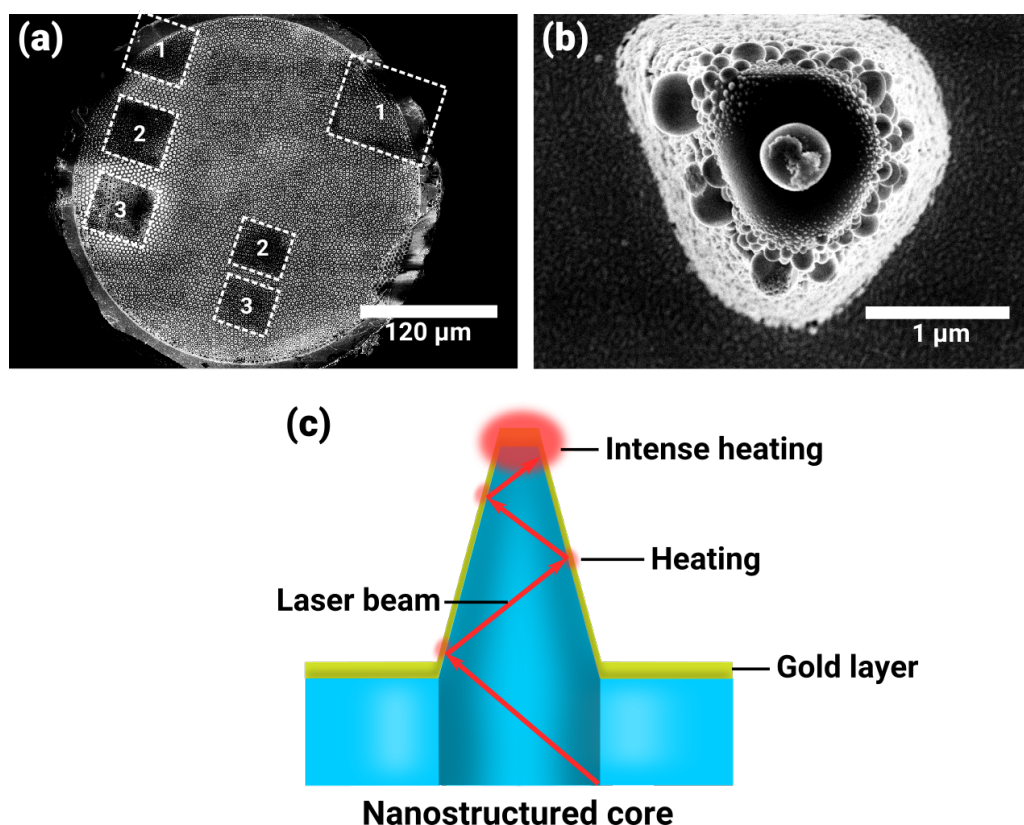 (a)
1
1
2
3
2
3
120 µm
(b)
1 µm
(c)
Intense heating
Heating
Laser beam
Gold layer
Nanostructured core